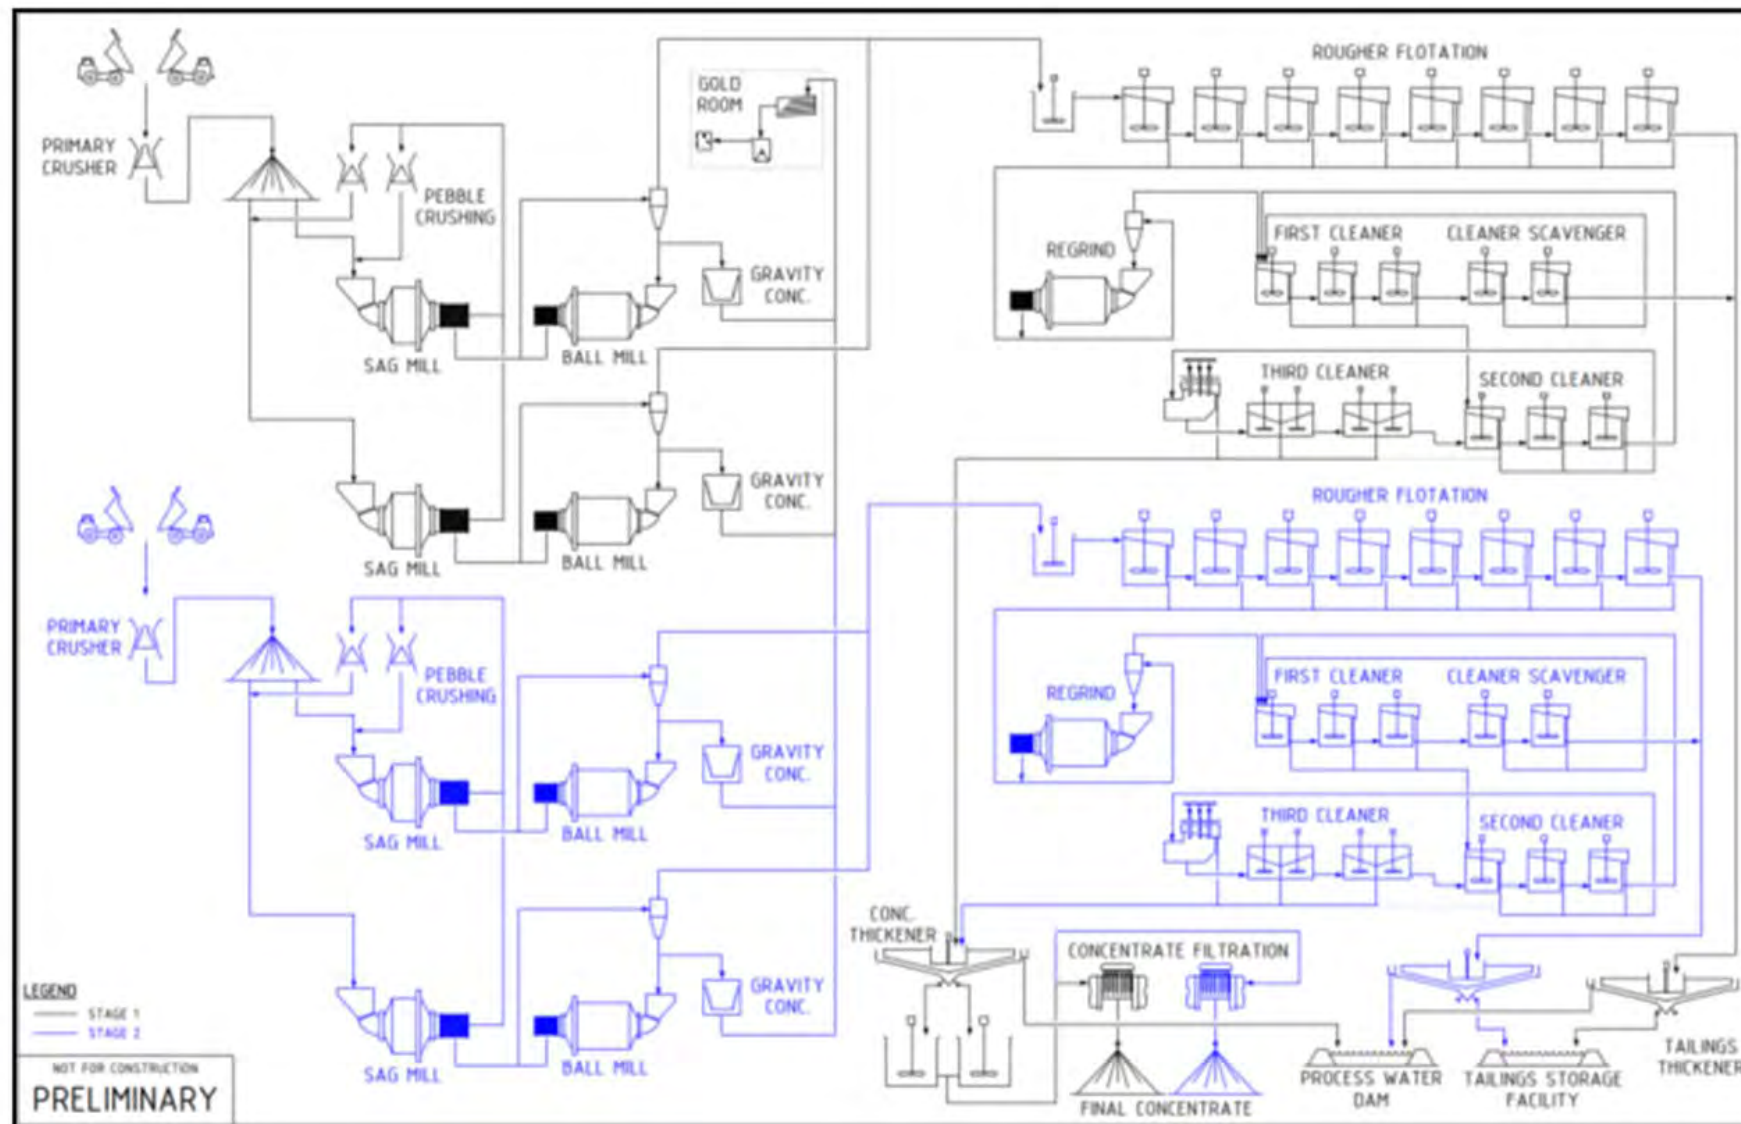 ROUGHER FLOTATION
GOLD
ROOM
PRIMARY
CRUSHER
PEBBLE
CRUSHING
FIRST CLEANER
CLEANER SCAVENGER
REGRIND
GRAVITY
CONC.
SAG MILL
BALL MILL
THIRD CLEANER
SECOND CLEANER
GRAVITY
CONC.
SAG MILL
BALL MILL
ROUGHER FLOTATION
PRIMARY
CRUSHER
PEBBLE
CRUSHING
FIRST CLEANER
CLEANER SCAVENGER
REGRIND
GRAVITY
CONC.
SAG MILL
BALL MILL
THIRD CLEANER
SECOND CLEANER
CONC.
THICKENER
CONCENTRATE FILTRATION
GRAVITY
CONC.
SAG MILL
BALL MILL
FINAL CONCENTRATE
PROCESS WATER
DAM
TAILINGS STORAGE
FACILITY
TAILINGS
THICKENER
LEGEND
STAGE 1
STAGE 2
NOT FOR CONSTRUCTION
PRELIMINARY